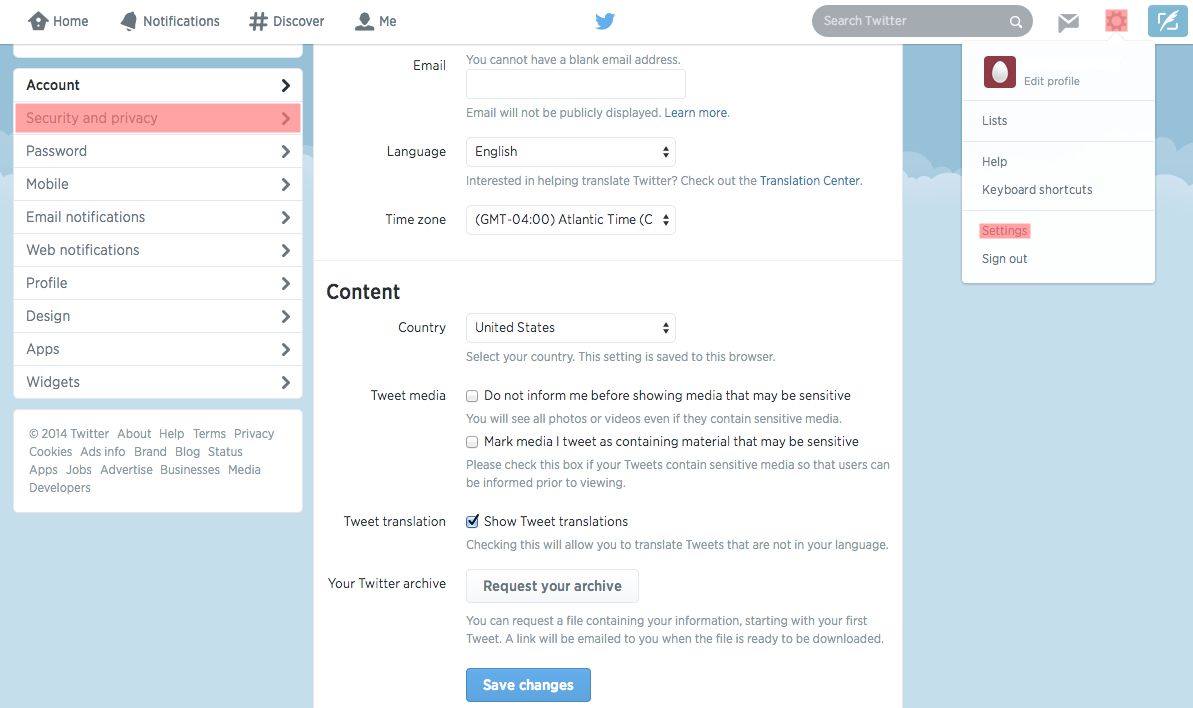 Home Notifications Discover Me Search Twitter
Edit profile
Lists
Help
Keyboard shortcuts
Settings
Sign out
Account
Security and privacy
Password
Mobile
Email notifications
Web notifications
Profile
Design
Apps
Widgets
© 2014 Twitter About Help Terms Privacy
Cookies Ads info Brand Blog Status
Apps Jobs Advertise Businesses Media
Developers
Email
You cannot have a blank email address.
Email will not be publicly displayed. Learn more.
Language
English
Interested in helping translate Twitter? Check out the Translation Center.
Time zone
(GMT-04:00) Atlantic Time (C
Content
Country
United States
Select your country. This setting is saved to this browser.
Tweet media
Do not inform me before showing media that may be sensitive
You will see all photos or videos even if they contain sensitive media.
Mark media I tweet as containing material that may be sensitive
Please check this box if your Tweets contain sensitive media so that users can
be informed prior to viewing.
Tweet translation
Show Tweet translations
Checking this will allow you to translate Tweets that are not in your language.
Your Twitter archive
Request your archive
You can request a file containing your information, starting with your first
Tweet. A link will be emailed to you when the file is ready to be downloaded.
Save changes